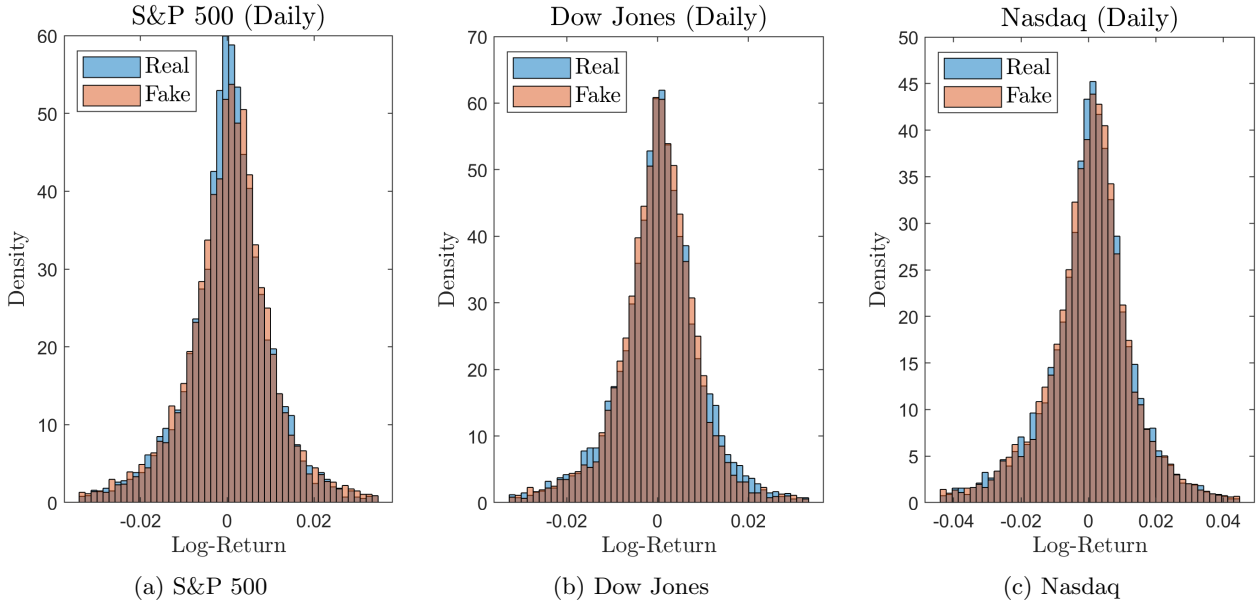 S&P 500 (Daily)
60
50
40
30
20
10
0
Density
Real
Fake
-0.02
0
0.02
Log-Return
(a) S&P 500
Dow Jones (Daily)
70
60
50
40
30
20
10
0
Density
Real
Fake
-0.02
0
0.02
Log-Return
(b) Dow Jones
Nasdaq (Daily)
50
45
40
35
30
25
20
15
10
5
0
Density
Real
Fake
-0.04
-0.02
0
0.02
0.04
Log-Return
(c) Nasdaq